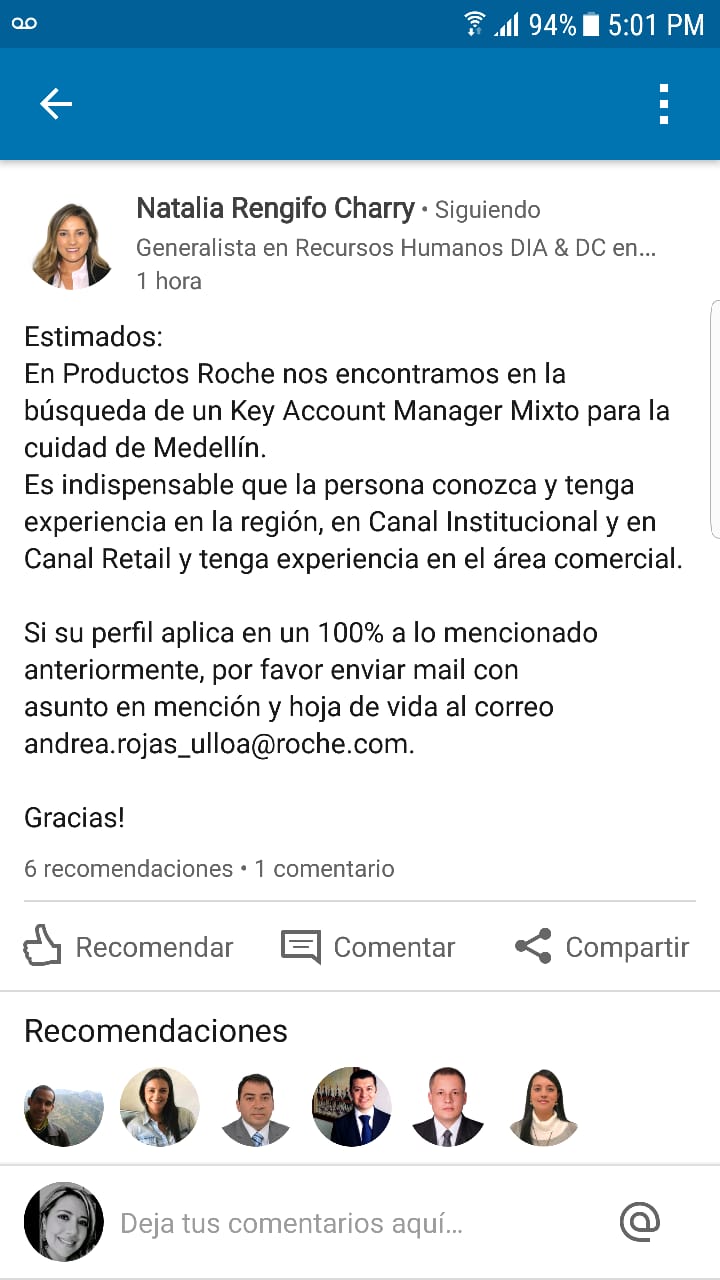 94% 5:01 PM
Natalia Rengifo Charry • Siguiendo
Generalista en Recursos Humanos DIA & DC en...
1 hora
Estimados:
En Productos Roche nos encontramos en la
búsqueda de un Key Account Manager Mixto para la
cuidad de Medellín.
Es indispensable que la persona conozca y tenga
experiencia en la región, en Canal Institucional y en
Canal Retail y tenga experiencia en el área comercial.
Si su perfil aplica en un 100% a lo mencionado
anteriormente, por favor enviar mail con
asunto en mención y hoja de vida al correo
andrea.rojas_ulloa@roche.com.
Gracias!
6 recomendaciones • 1 comentario
Recomendar Comentar Compartir
Recomendaciones
Deja tus comentarios aquí... @